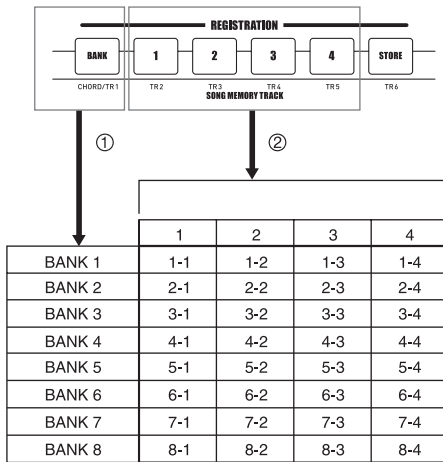 REGISTRATION
BANK 1 2 3 4 STORE
CHORD/TR1 TR2 TR3 TR4 TR5 TR6
SONG MEMORY TRACK
① ②
1 2 3 4
BANK 1 1-1 1-2 1-3 1-4
BANK 2 2-1 2-2 2-3 2-4
BANK 3 3-1 3-2 3-3 3-4
BANK 4 4-1 4-2 4-3 4-4
BANK 5 5-1 5-2 5-3 5-4
BANK 6 6-1 6-2 6-3 6-4
BANK 7 7-1 7-2 7-3 7-4
BANK 8 8-1 8-2 8-3 8-4